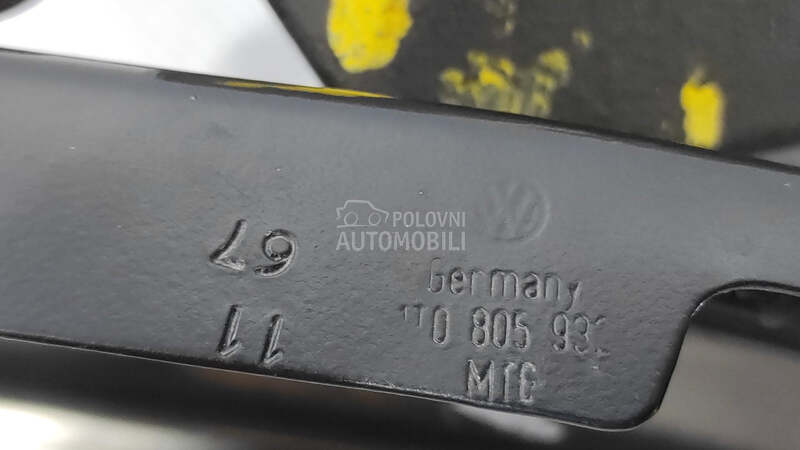 POLOVNI
AUTOMOBILI
67
11
Germany
1T0 805 93
MTG